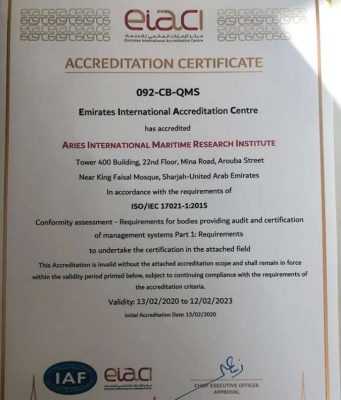 eiaci
مركز الإمارات العالمي للاعتماد
Emirates International Accreditation Centre
ACCREDITATION CERTIFICATE
092-CB-QMS
Emirates International Accreditation Centre
has accredited
ARIES INTERNATIONAL MARITIME RESEARCH INSTITUTE
Tower 400 Building, 22nd Floor, Mina Road, Arouba Street
Near King Faisal Mosque, Sharjah-United Arab Emirates
In accordance with the requirements of
ISO/IEC 17021-1:2015
Conformity assessment - Requirements for bodies providing audit and certification
of management systems Part 1: Requirements
to undertake the certification in the attached field
This Accreditation is invalid without the attached accreditation scope and shall remain in force
within the validity period printed below, subject to continuing compliance with the requirements of
the accreditation criteria.
Validity: 13/02/2020 to 12/02/2023
Initial Accreditation Date: 13/02/2020
IAF
eiaci
CHIEF EXECUTIVE OFFICER
APPROVAL